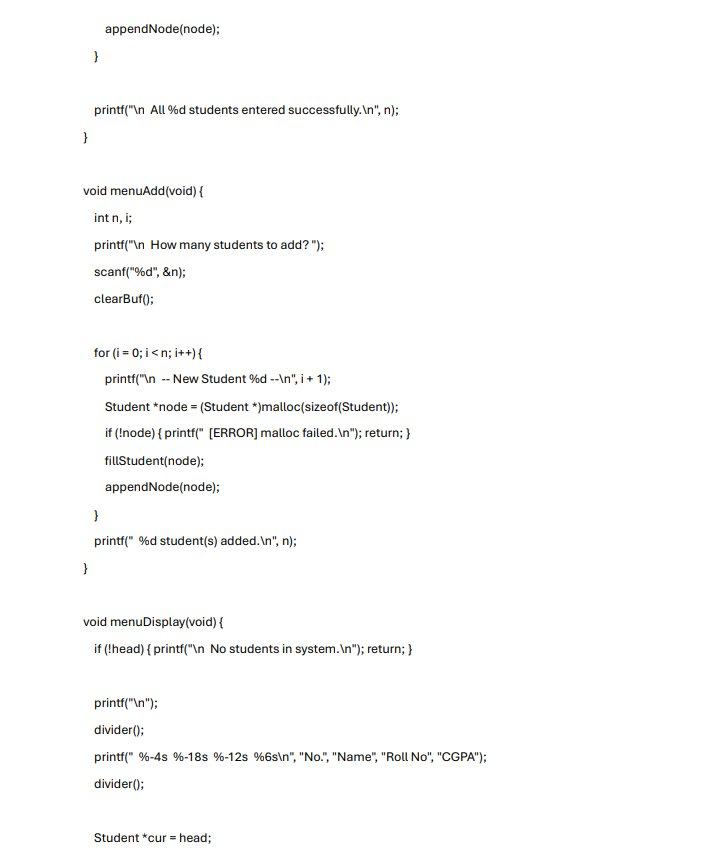 appendNode(node);
}
printf("\n  All %d students entered successfully.\n", n);
}
void menuAdd(void) {
int n, i;
printf("\n  How many students to add? ");
scanf("%d", &n);
clearBuf();
for (i = 0; i < n; i++) {
printf("\n  -- New Student %d --\n", i + 1);
Student *node = (Student *)malloc(sizeof(Student));
if (!node) { printf("  [ERROR] malloc failed.\n"); return; }
fillStudent(node);
appendNode(node);
}
printf("  %d student(s) added.\n", n);
}
void menuDisplay(void) {
if (!head) { printf("\n  No students in system.\n"); return; }
printf("\n");
divider();
printf("  %-4s  %-18s  %-12s  %6s\n", "No.", "Name", "Roll No", "CGPA");
divider();
Student *cur = head;